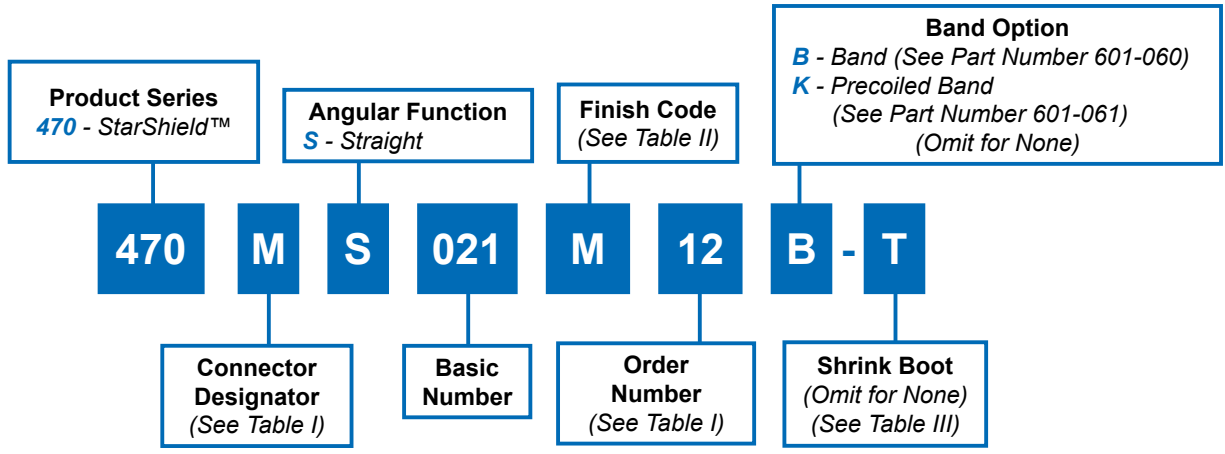 Band Option
B - Band (See Part Number 601-060)
K - Precoiled Band
(See Part Number 601-061)
(Omit for None)
Product Series
470 - StarShield™
Angular Function
S - Straight
Finish Code
(See Table II)
470 M S 021 M 12 B - T
Connector
Designator
(See Table I)
Basic
Number
Order
Number
(See Table I)
Shrink Boot
(Omit for None)
(See Table III)